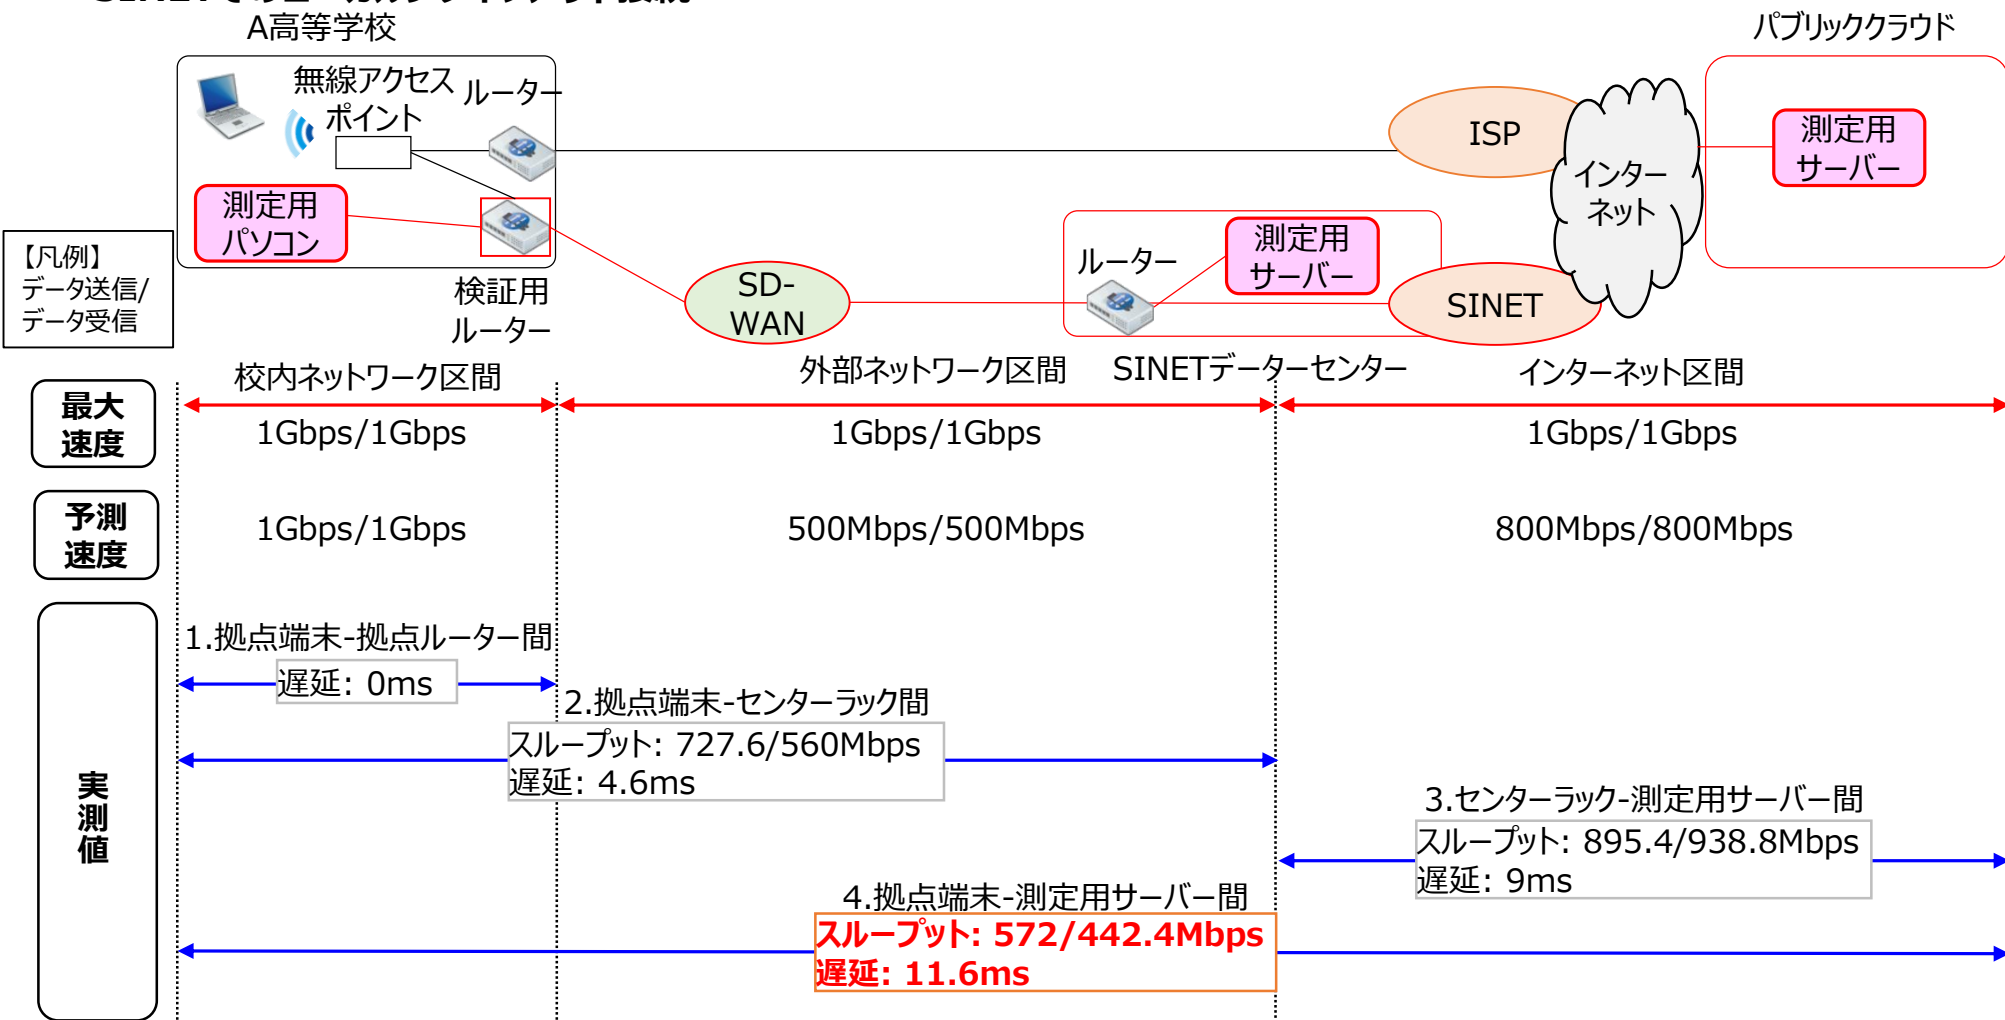 A高等学校
パブリッククラウド
無線アクセス
ポイント
ルーター
ISP
インター
ネット
測定用
サーバー
測定用
パソコン
【凡例】
データ送信/
データ受信
検証用
ルーター
SD-
WAN
ルーター
測定用
サーバー
SINET
校内ネットワーク区間
外部ネットワーク区間
SINETデーターセンター
インターネット区間
最大
速度
1Gbps/1Gbps
1Gbps/1Gbps
1Gbps/1Gbps
予測
速度
1Gbps/1Gbps
500Mbps/500Mbps
800Mbps/800Mbps
実測値
1.拠点端末-拠点ルーター間
遅延: 0ms
2.拠点端末-センターラック間
スループット: 727.6/560Mbps
遅延: 4.6ms
3.センターラック-測定用サーバー間
スループット: 895.4/938.8Mbps
遅延: 9ms
4.拠点端末-測定用サーバー間
スループット: 572/442.4Mbps
遅延: 11.6ms